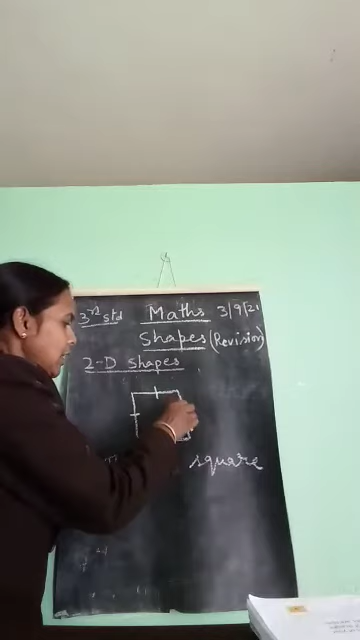 3rd std Maths 3/9/21
Shapes (Revision)
2-D Shapes
square